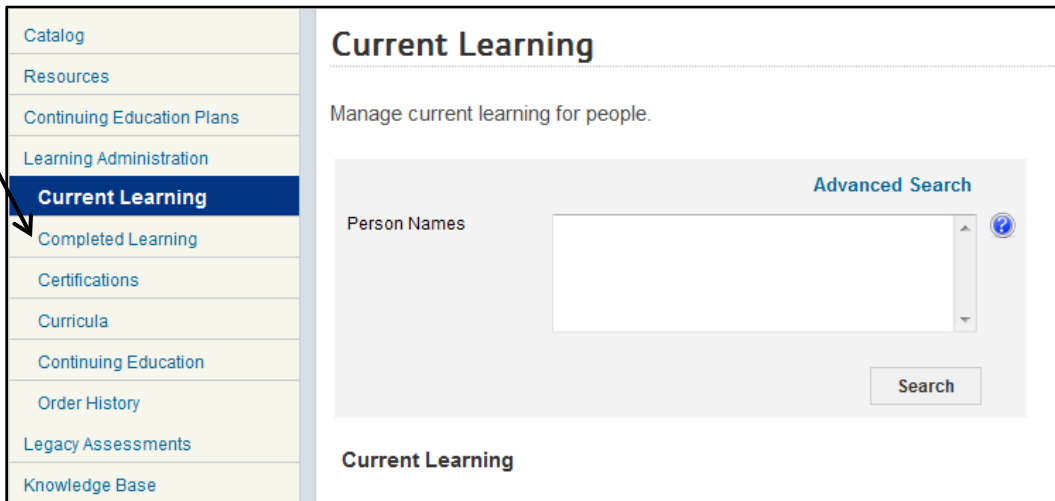 Catalog
Resources
Continuing Education Plans
Learning Administration
Current Learning
Completed Learning
Certifications
Curricula
Continuing Education
Order History
Legacy Assessments
Knowledge Base
Current Learning
Manage current learning for people.
Advanced Search
Person Names
?
Search
Current Learning